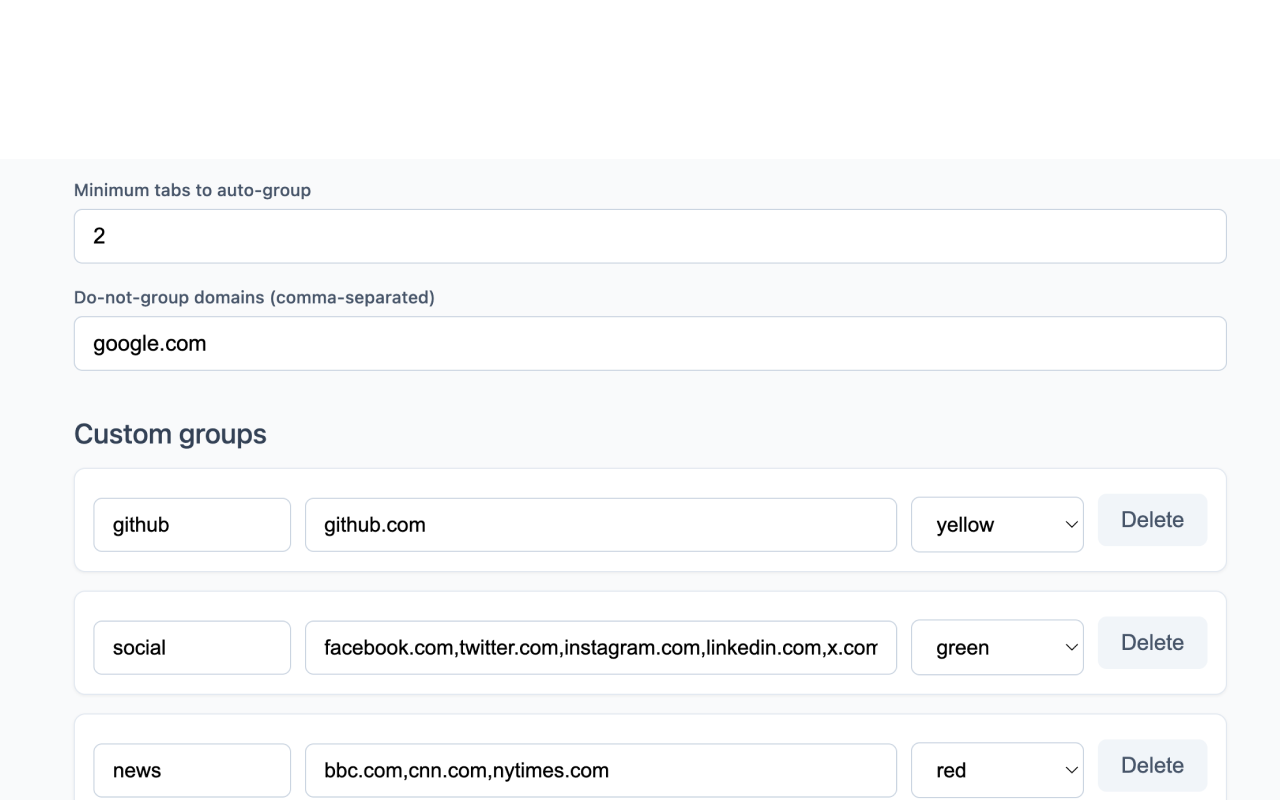 Minimum tabs to auto-group
2
Do-not-group domains (comma-separated)
google.com
Custom groups
github github.com yellow Delete
social facebook.com,twitter.com,instagram.com,linkedin.com,x.com green Delete
news bbc.com,cnn.com,nytimes.com red Delete